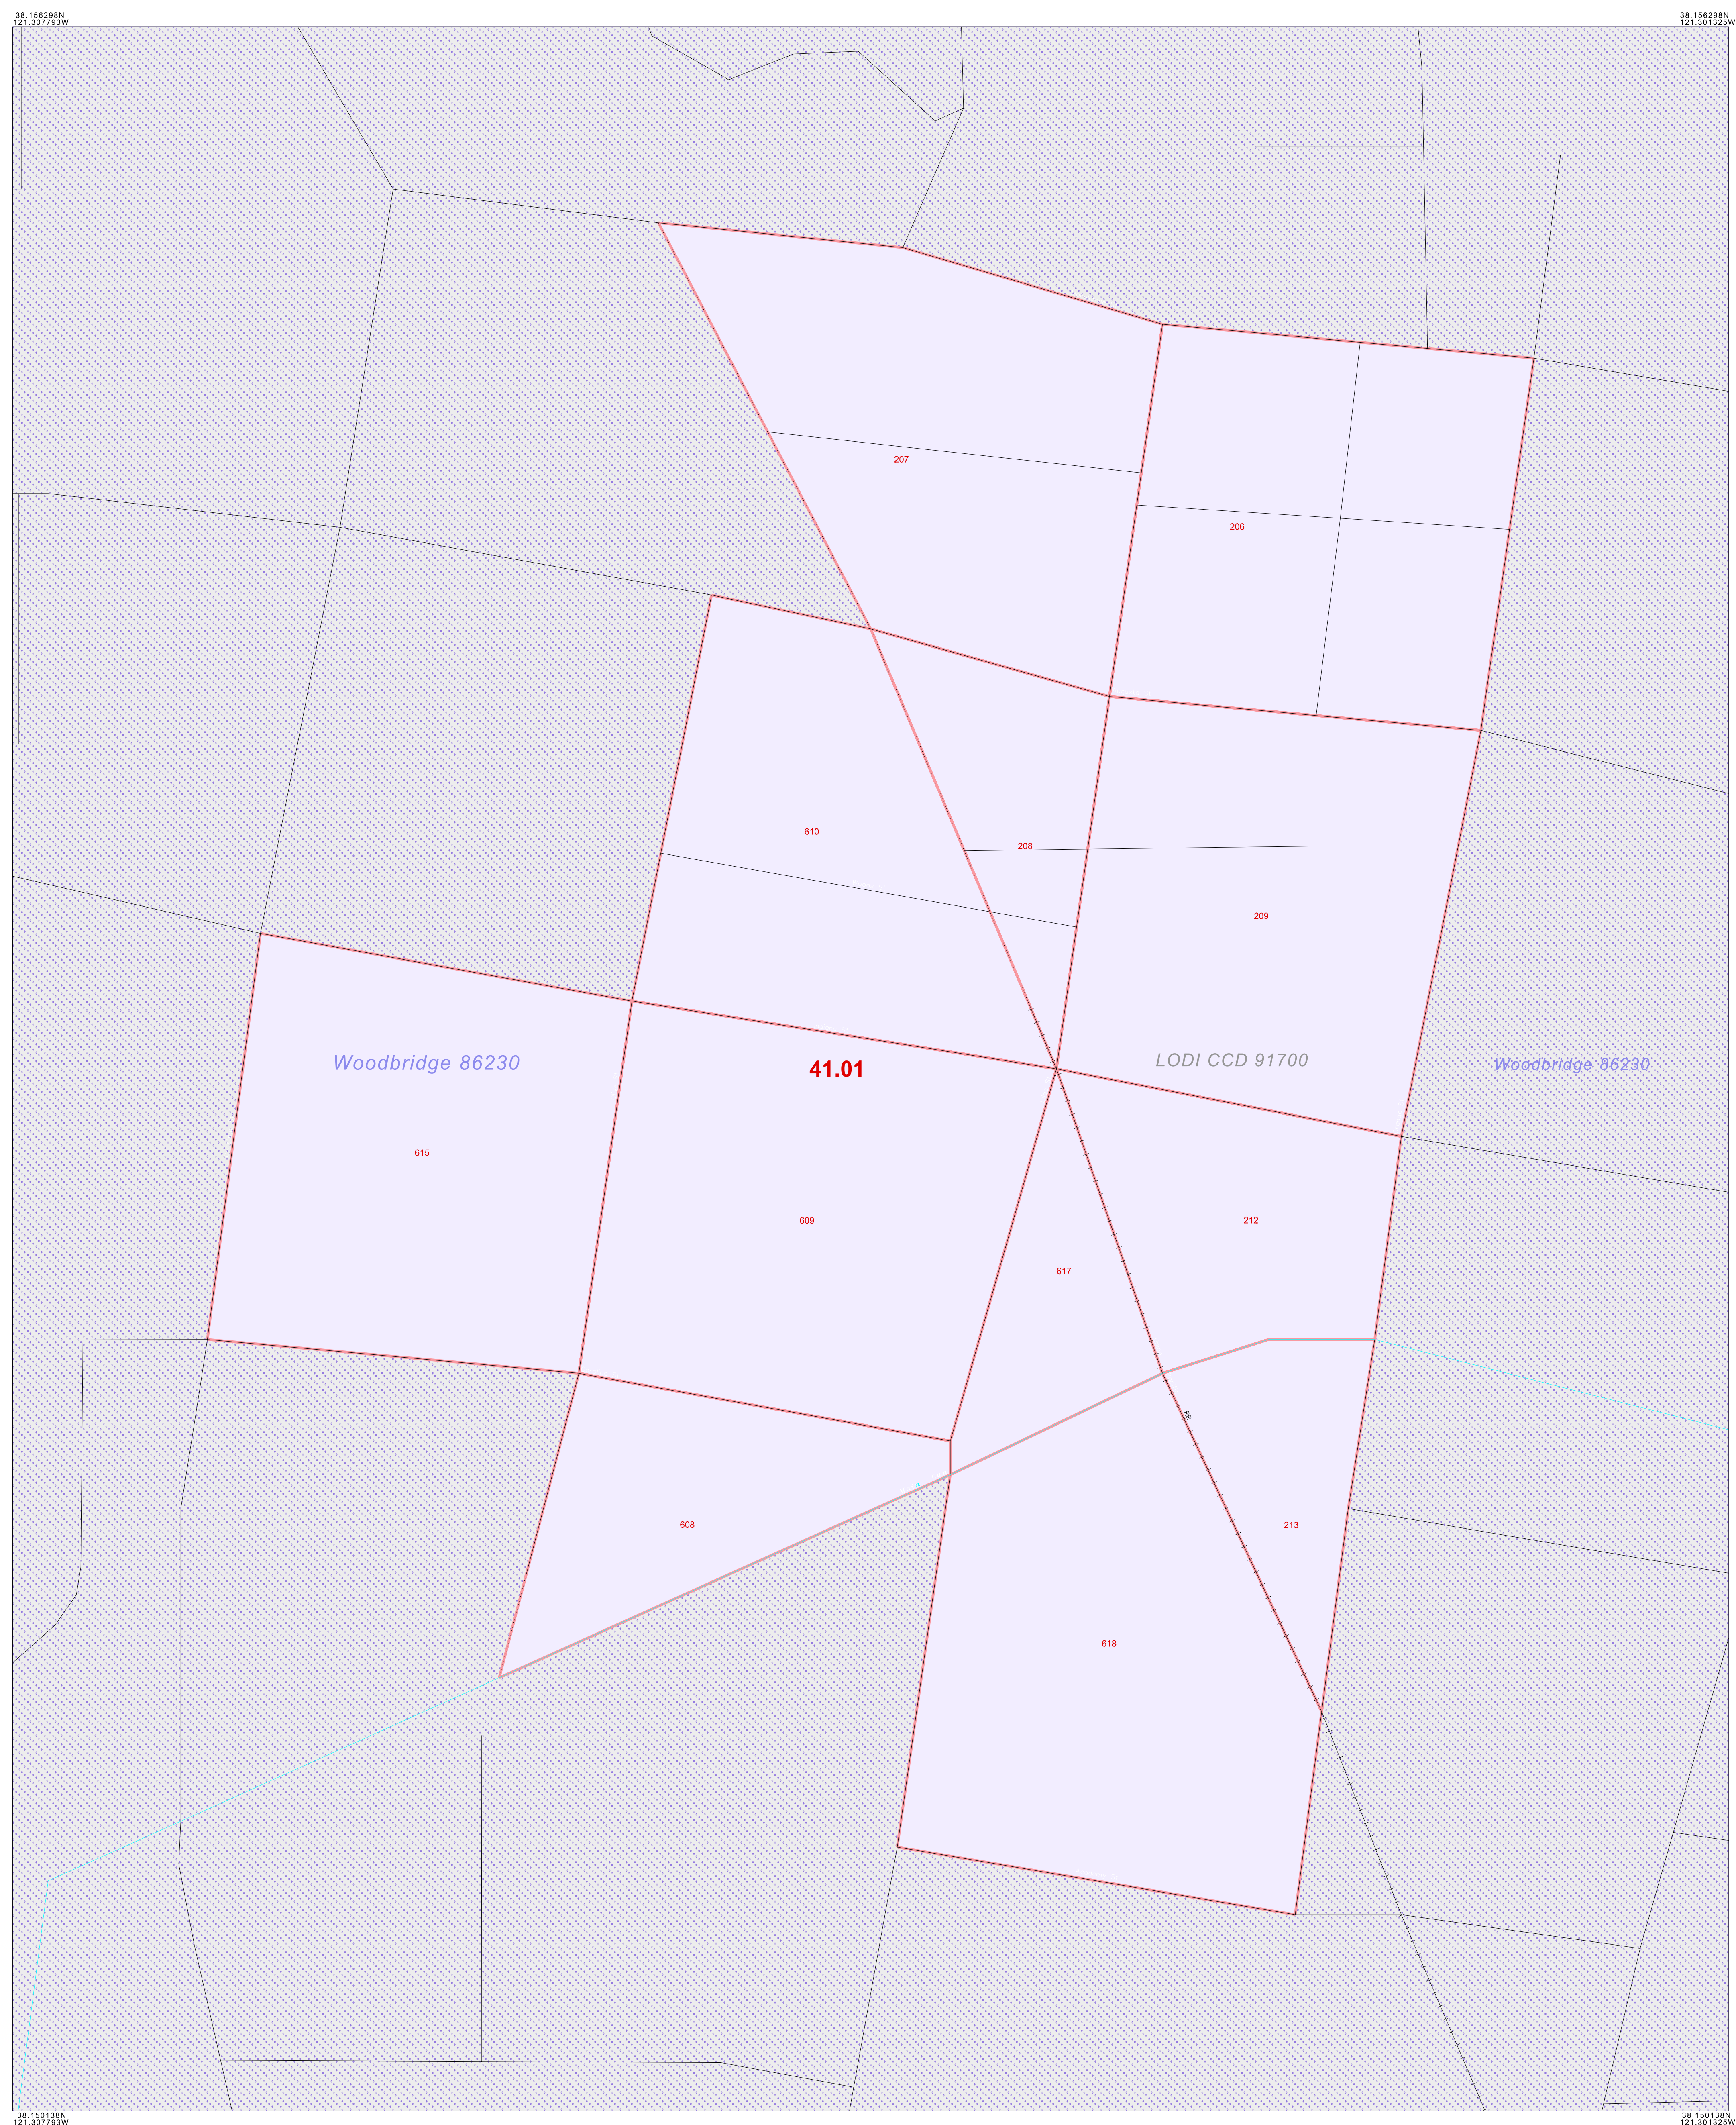 38.156298N
121.307793W
38.156298N
121.301325W
207
206
610
208
209
Woodbridge 86230
41.01
LODI CCD 91700
Woodbridge 86230
615
609
212
617
RR
608
213
618
38.150138N
121.307793W
38.150138N
121.301325W